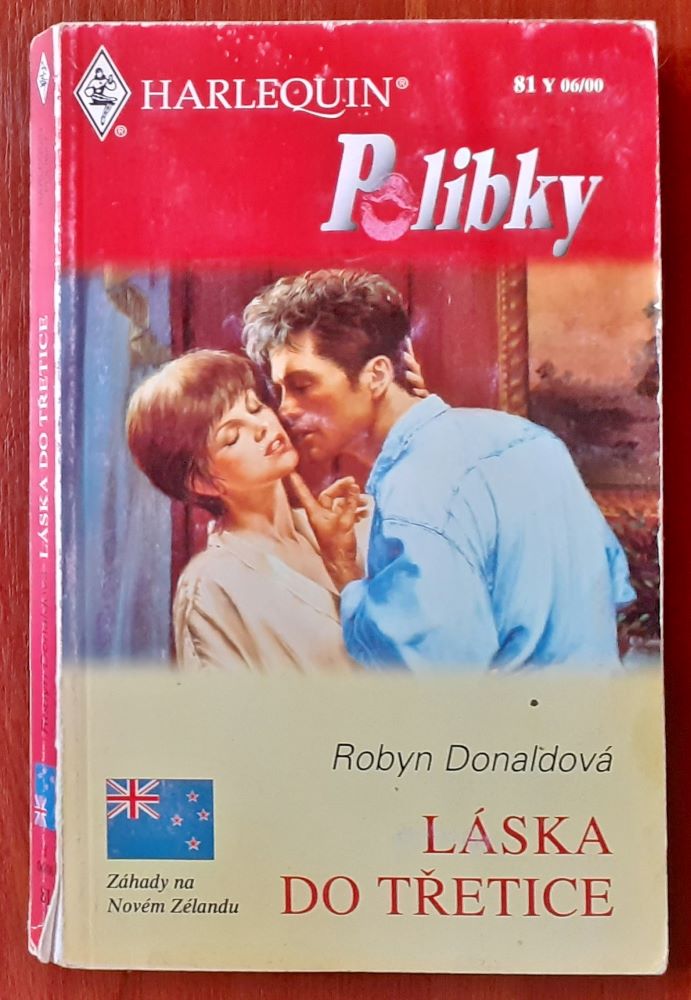 HARLEQUIN®
®
81 Y 06/00
Polibky
Robyn Donaldová
LÁSKA
DO TŘETICE
Záhady na
Novém Zélandu
LÁSKA DO TŘETICE